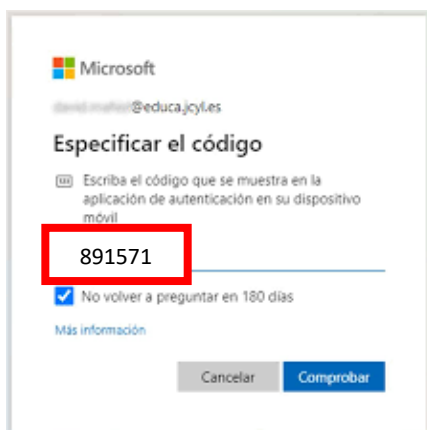 Microsoft
@educa.jcyl.es
Especificar el código
Escriba el código que se muestra en la
aplicación de autenticación en su dispositivo
móvil
891571
No volver a preguntar en 180 días
Más información
Cancelar
Comprobar